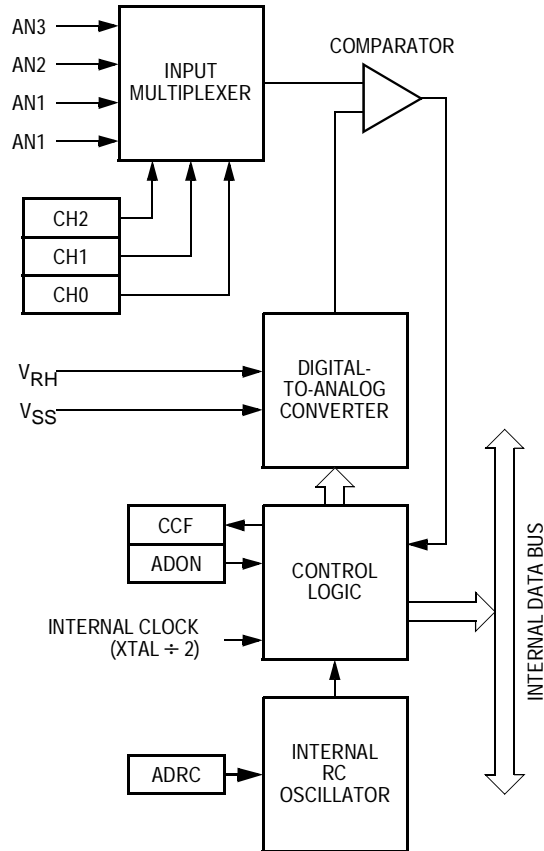 AN3
AN2
AN1
AN1
INPUT
MULTIPLEXER
COMPARATOR
CH2
CH1
CH0
VRH
VSS
DIGITAL-
TO-ANALOG
CONVERTER
CCF
ADON
CONTROL
LOGIC
INTERNAL CLOCK
(XTAL ÷ 2)
INTERNAL DATA BUS
ADRC
INTERNAL
RC
OSCILLATOR